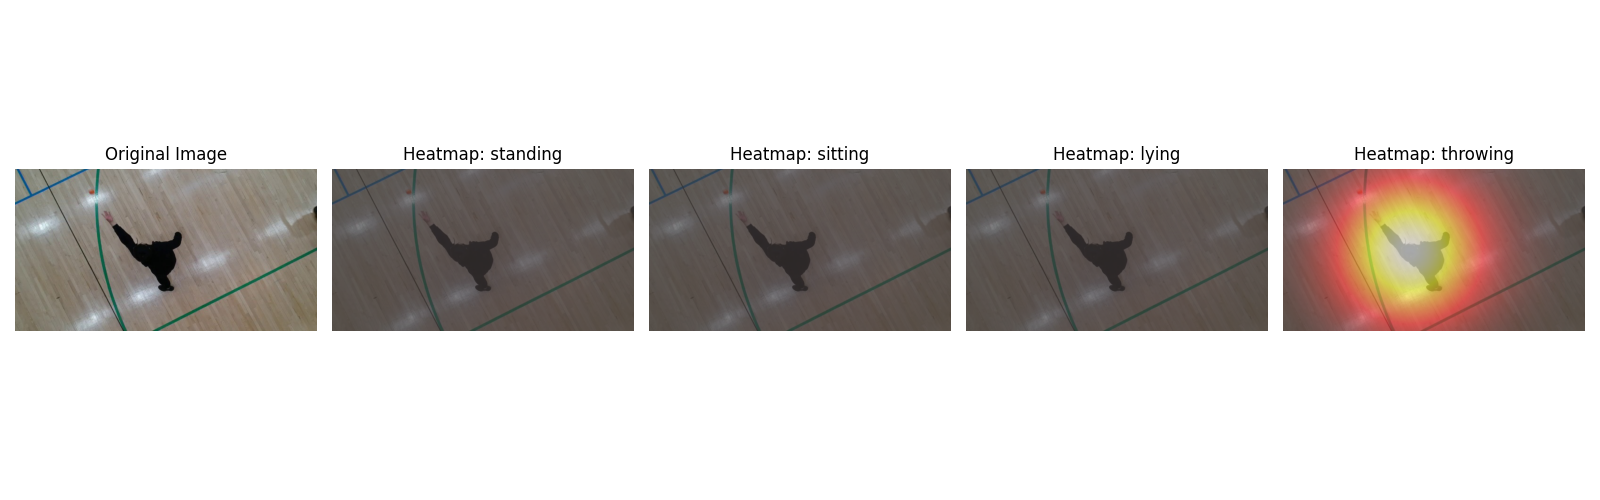 Original Image
Heatmap: standing
Heatmap: sitting
Heatmap: lying
Heatmap: throwing